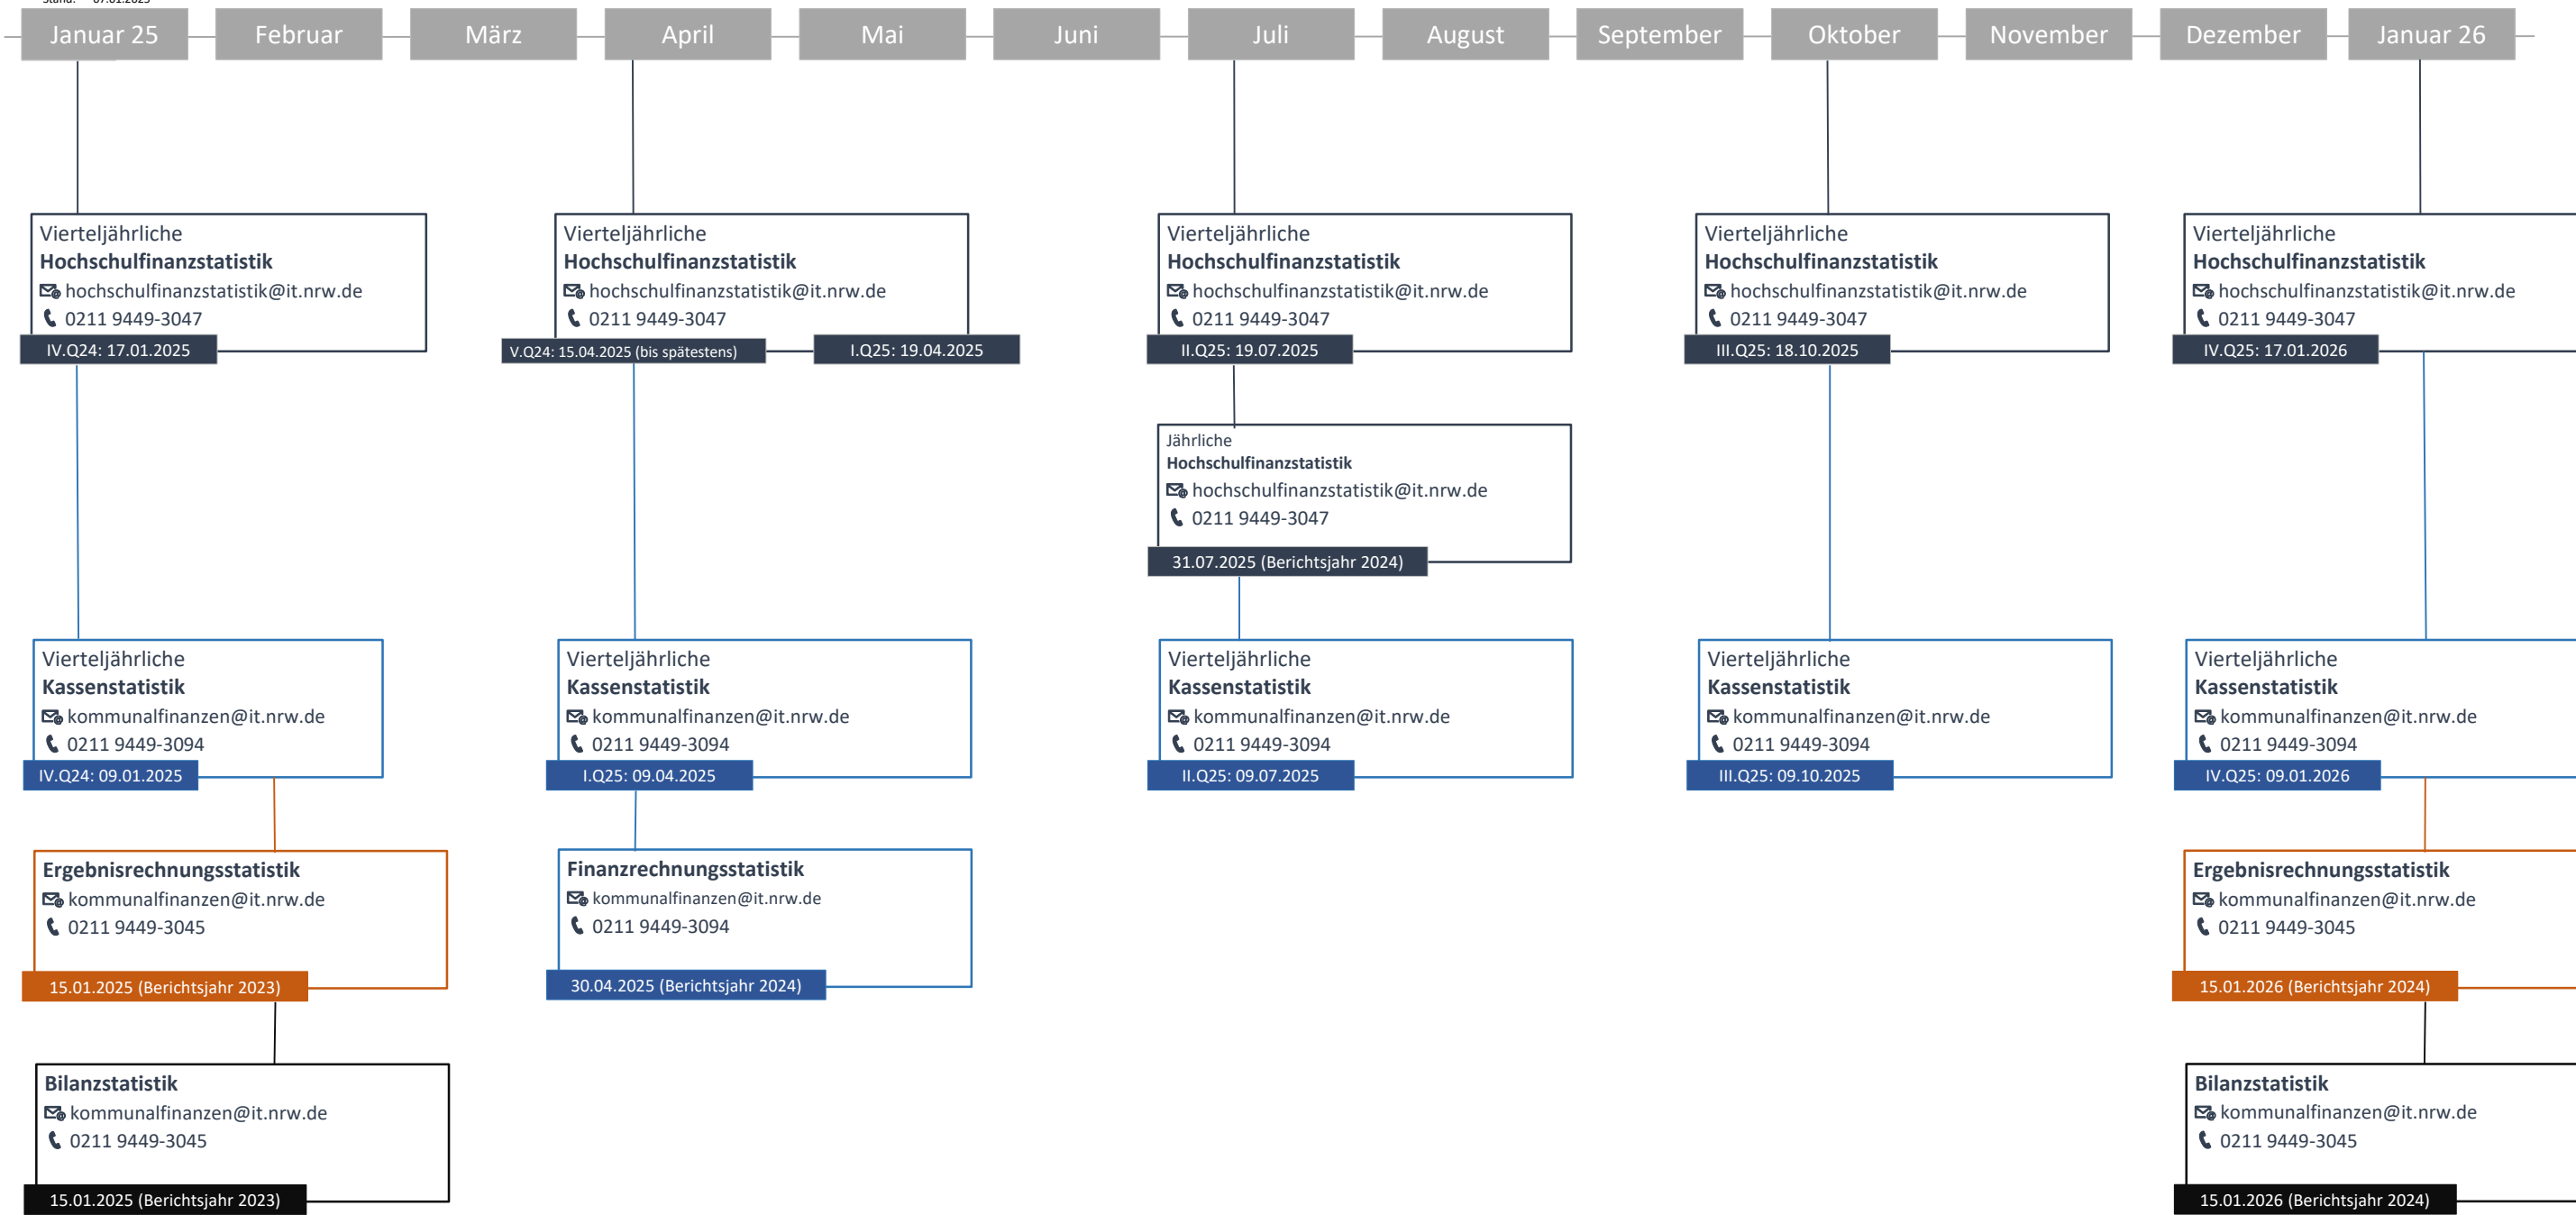 Stand: 07.01.2025
Januar 25
Februar
März
April
Mai
Juni
Juli
August
September
Oktober
November
Dezember
Januar 26
Vierteljährliche
Hochschulfinanzstatistik
hochschulfinanzstatistik@it.nrw.de
0211 9449-3047
IV.Q24: 17.01.2025
Vierteljährliche
Hochschulfinanzstatistik
hochschulfinanzstatistik@it.nrw.de
0211 9449-3047
V.Q24: 15.04.2025 (bis spätestens)
I.Q25: 19.04.2025
Vierteljährliche
Hochschulfinanzstatistik
hochschulfinanzstatistik@it.nrw.de
0211 9449-3047
II.Q25: 19.07.2025
Vierteljährliche
Hochschulfinanzstatistik
hochschulfinanzstatistik@it.nrw.de
0211 9449-3047
III.Q25: 18.10.2025
Vierteljährliche
Hochschulfinanzstatistik
hochschulfinanzstatistik@it.nrw.de
0211 9449-3047
IV.Q25: 17.01.2026
Jährliche
Hochschulfinanzstatistik
hochschulfinanzstatistik@it.nrw.de
0211 9449-3047
31.07.2025 (Berichtsjahr 2024)
Vierteljährliche
Kassenstatistik
kommunalfinanzen@it.nrw.de
0211 9449-3094
IV.Q24: 09.01.2025
Vierteljährliche
Kassenstatistik
kommunalfinanzen@it.nrw.de
0211 9449-3094
I.Q25: 09.04.2025
Vierteljährliche
Kassenstatistik
kommunalfinanzen@it.nrw.de
0211 9449-3094
II.Q25: 09.07.2025
Vierteljährliche
Kassenstatistik
kommunalfinanzen@it.nrw.de
0211 9449-3094
III.Q25: 09.10.2025
Vierteljährliche
Kassenstatistik
kommunalfinanzen@it.nrw.de
0211 9449-3094
IV.Q25: 09.01.2026
Ergebnisrechnungsstatistik
kommunalfinanzen@it.nrw.de
0211 9449-3045
15.01.2025 (Berichtsjahr 2023)
Finanzrechnungsstatistik
kommunalfinanzen@it.nrw.de
0211 9449-3094
30.04.2025 (Berichtsjahr 2024)
Ergebnisrechnungsstatistik
kommunalfinanzen@it.nrw.de
0211 9449-3045
15.01.2026 (Berichtsjahr 2024)
Bilanzstatistik
kommunalfinanzen@it.nrw.de
0211 9449-3045
15.01.2025 (Berichtsjahr 2023)
Bilanzstatistik
kommunalfinanzen@it.nrw.de
0211 9449-3045
15.01.2026 (Berichtsjahr 2024)